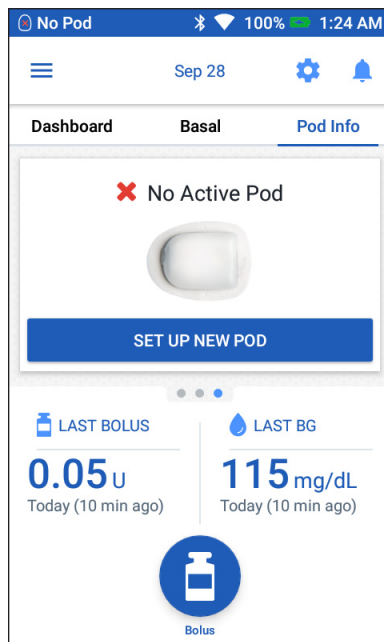 No Pod 100% 1:24 AM
Sep 28
Dashboard Basal Pod Info
No Active Pod
SET UP NEW POD
LAST BOLUS LAST BG
0.05 U 115 mg/dL
Today (10 min ago) Today (10 min ago)
Bolus